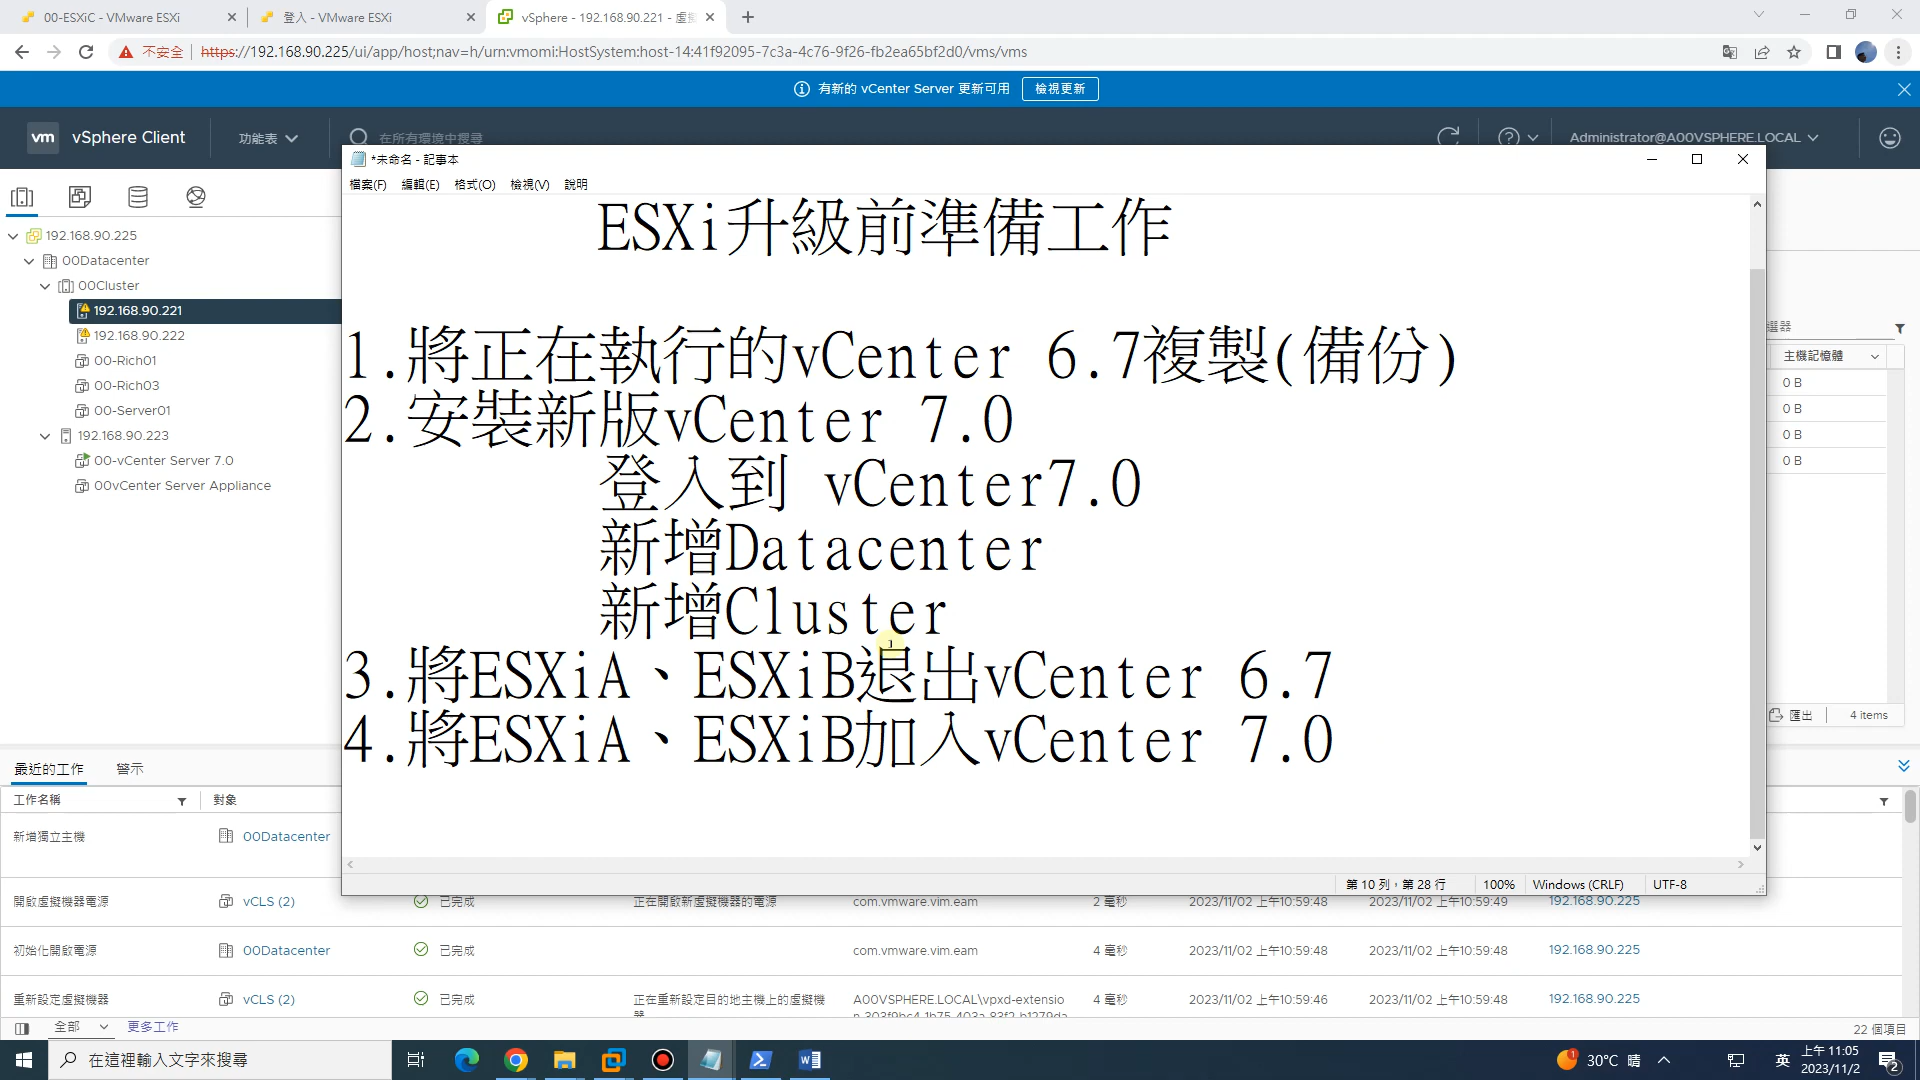 00-ESXiC - VMware ESXi
登入 - VMware ESXi
vSphere - 192.168.90.221 - 虛擬
不安全
https://192.168.90.225/ui/app/host;nav=h/urn:vmomi:HostSystem:host-14:41f92095-7c3a-4c76-9f26-fb2ea65bf2d0/vms/vms
有新的 vCenter Server 更新可用
檢視更新
vm vSphere Client
功能表
在所有環境中搜尋
Administrator@A00VSPHERE.LOCAL
*未命名 - 記事本
檔案(F) 編輯(E) 格式(O) 檢視(V) 說明
ESXi升級前準備工作
1.將正在執行的vCenter 6.7複製(備份)
2.安裝新版vCenter 7.0
登入到 vCenter7.0
新增Datacenter
新增Cluster
3.將ESXiA、ESXiB退出vCenter 6.7
4.將ESXiA、ESXiB加入vCenter 7.0
第 10 列，第 28 行
100%
Windows (CRLF)
UTF-8
192.168.90.225
00Datacenter
00Cluster
192.168.90.221
192.168.90.222
00-Rich01
00-Rich03
00-Server01
192.168.90.223
00-vCenter Server 7.0
00vCenter Server Appliance
選器
主機記憶體
0 B
0 B
0 B
0 B
匯出
4 items
最近的工作 警示
工作名稱 對象
新增獨立主機 00Datacenter
開啟虛擬機器電源 vCLS (2) 已完成 正在開啟新虛擬機器的電源 com.vmware.vim.eam 2 毫秒 2023/11/02 上午10:59:48 2023/11/02 上午10:59:49 192.168.90.225
初始化開啟電源 00Datacenter 已完成 com.vmware.vim.eam 4 毫秒 2023/11/02 上午10:59:48 2023/11/02 上午10:59:48 192.168.90.225
重新設定虛擬機器 vCLS (2) 已完成 正在重新設定目的地主機上的虛擬機 A00VSPHERE.LOCAL\vpxd-extensio 4 毫秒 2023/11/02 上午10:59:46 2023/11/02 上午10:59:48 192.168.90.225
全部
更多工作
22 個項目
在這裡輸入文字來搜尋
1
30°C 晴
英
上午 11:05
2023/11/2
2